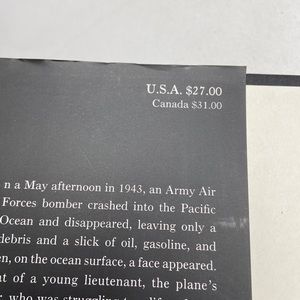 U.S.A. $27.00
Canada $31.00
n a May afternoon in 1943, an Army Air
Forces bomber crashed into the Pacific
Ocean and disappeared, leaving only a
debris and a slick of oil, gasoline, and
en, on the ocean surface, a face appeared.
t of a young lieutenant, the plane's
who was struggling